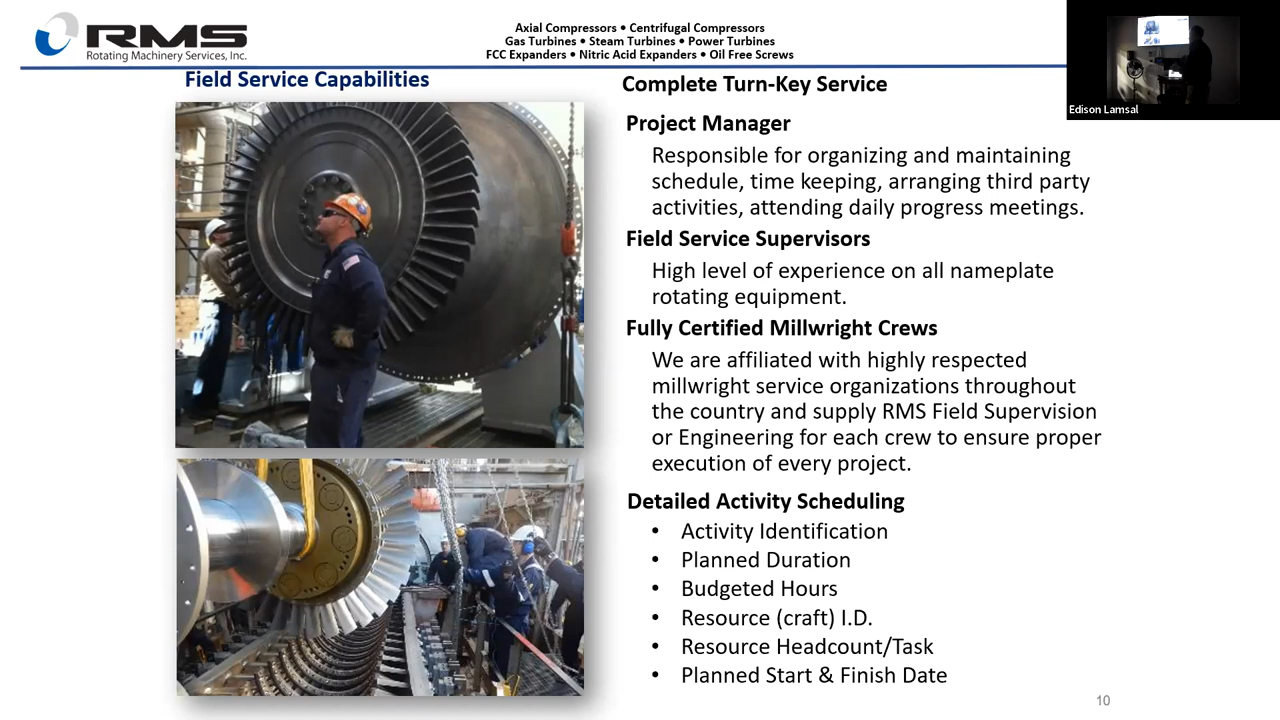 RMS
Rotating Machinery Services, Inc.
Axial Compressors • Centrifugal Compressors
Gas Turbines • Steam Turbines • Power Turbines
FCC Expanders • Nitric Acid Expanders • Oil Free Screws
Edison Lamsal
Field Service Capabilities
Complete Turn-Key Service
Project Manager
Responsible for organizing and maintaining
schedule, time keeping, arranging third party
activities, attending daily progress meetings.
Field Service Supervisors
High level of experience on all nameplate
rotating equipment.
Fully Certified Millwright Crews
We are affiliated with highly respected
millwright service organizations throughout
the country and supply RMS Field Supervision
or Engineering for each crew to ensure proper
execution of every project.
Detailed Activity Scheduling
• Activity Identification
• Planned Duration
• Budgeted Hours
• Resource (craft) I.D.
• Resource Headcount/Task
• Planned Start & Finish Date
10